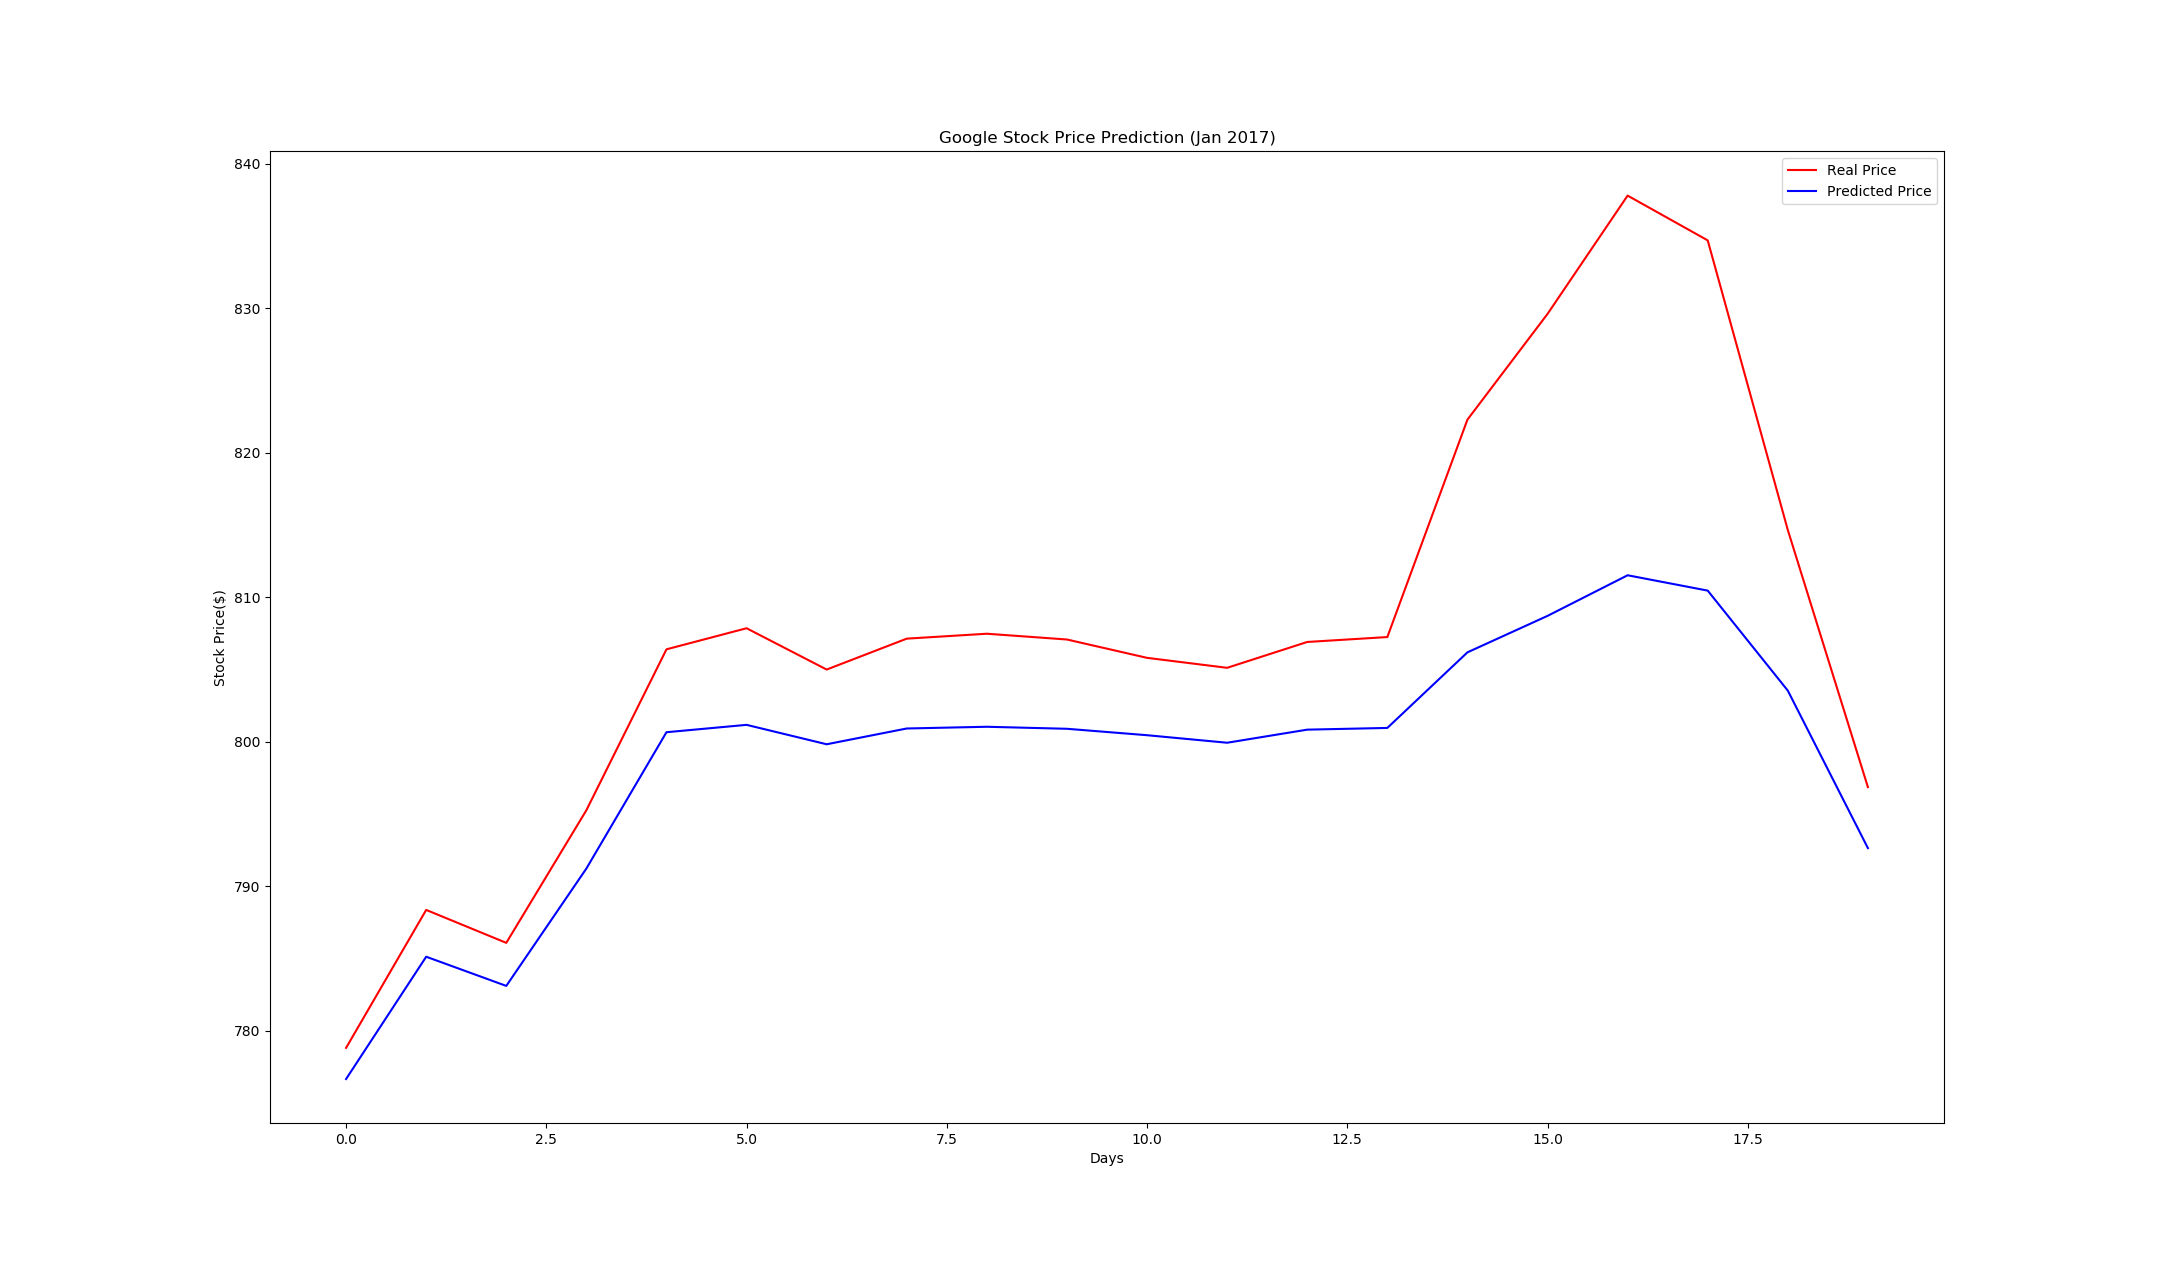 Google Stock Price Prediction (Jan 2017)
Real Price
Predicted Price
840
830
820
810
800
790
780
Stock Price($)
0.0 2.5 5.0 7.5 10.0 12.5 15.0 17.5
Days